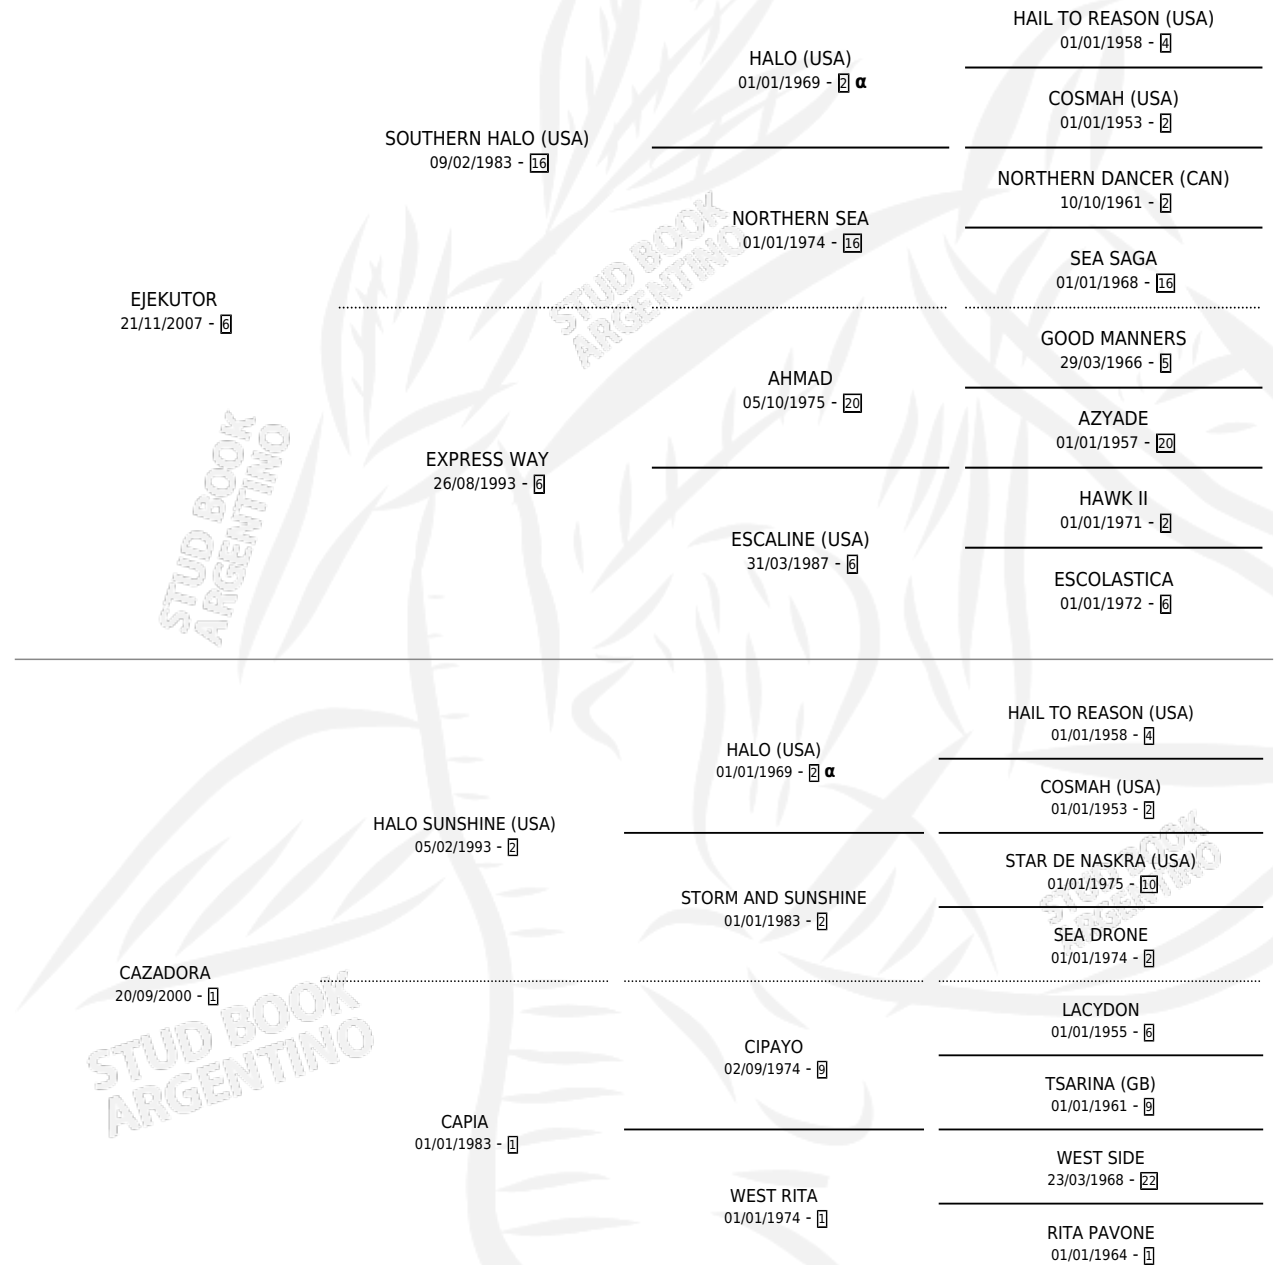 HAIL TO REASON (USA)
01/01/1958 - 4
HALO (USA)
01/01/1969 - 2 α
COSMAH (USA)
01/01/1953 - 2
SOUTHERN HALO (USA)
09/02/1983 - 16
NORTHERN DANCER (CAN)
10/10/1961 - 2
NORTHERN SEA
01/01/1974 - 16
SEA SAGA
01/01/1968 - 16
STUD BOOK
ARGENTINO
EJEKUTOR
21/11/2007 - 6
GOOD MANNERS
29/03/1966 - 5
AHMAD
05/10/1975 - 20
AZYADE
01/01/1957 - 20
EXPRESS WAY
26/08/1993 - 6
HAWK II
01/01/1971 - 2
ESCALINE (USA)
31/03/1987 - 6
ESCOLASTICA
01/01/1972 - 6
STUD BOOK
ARGENTINO
HAIL TO REASON (USA)
01/01/1958 - 4
HALO (USA)
01/01/1969 - 2 α
COSMAH (USA)
01/01/1953 - 2
HALO SUNSHINE (USA)
05/02/1993 - 2
STAR DE NASKRA (USA)
01/01/1975 - 10
STORM AND SUNSHINE
01/01/1983 - 2
SEA DRONE
01/01/1974 - 2
STUD BOOK
ARGENTINO
CAZADORA
20/09/2000 - 1
LACYDON
01/01/1955 - 6
CIPAYO
02/09/1974 - 9
TSARINA (GB)
01/01/1961 - 9
STUD BOOK
ARGENTINO
CAPIA
01/01/1983 - 1
WEST SIDE
23/03/1968 - 22
WEST RITA
01/01/1974 - 1
RITA PAVONE
01/01/1964 - 1